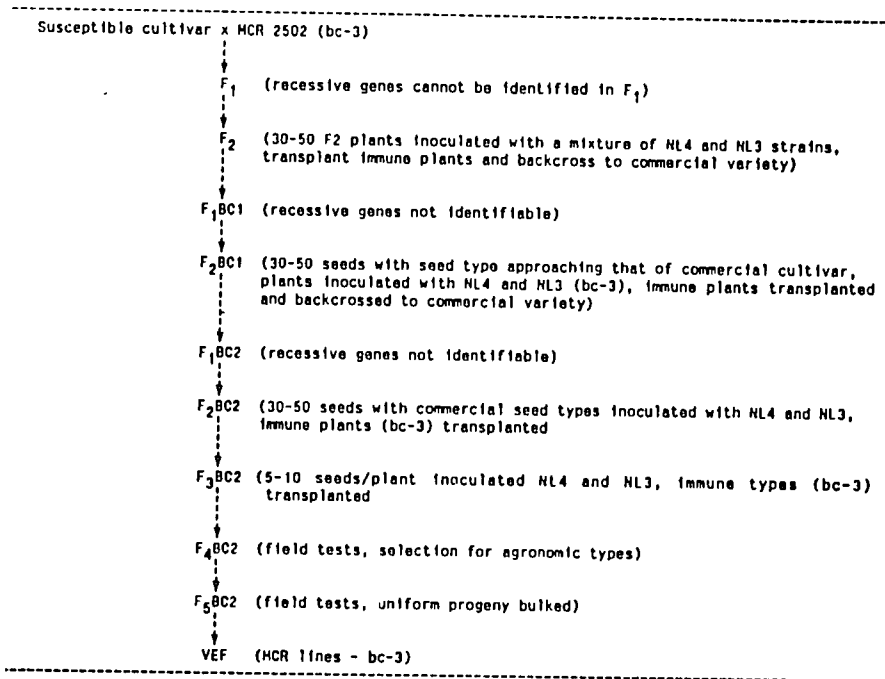 Susceptible cultivar x MCR 2502 (bc-3)
F1 (recessive genes cannot be identified in F1)
F2 (30-50 F2 plants inoculated with a mixture of NL4 and NL3 strains,
transplant immune plants and backcross to commercial variety)
F1BC1 (recessive genes not identifiable)
F2BC1 (30-50 seeds with seed type approaching that of commercial cultivar,
plants inoculated with NL4 and NL3 (bc-3), immune plants transplanted
and backcrossed to commercial variety)
F1BC2 (recessive genes not identifiable)
F2BC2 (30-50 seeds with commercial seed types inoculated with NL4 and NL3,
immune plants (bc-3) transplanted
F3BC2 (5-10 seeds/plant inoculated NL4 and NL3, immune types (bc-3)
transplanted
F4BC2 (field tests, selection for agronomic types)
F5BC2 (field tests, uniform progeny bulked)
VEF (MCR lines - bc-3)